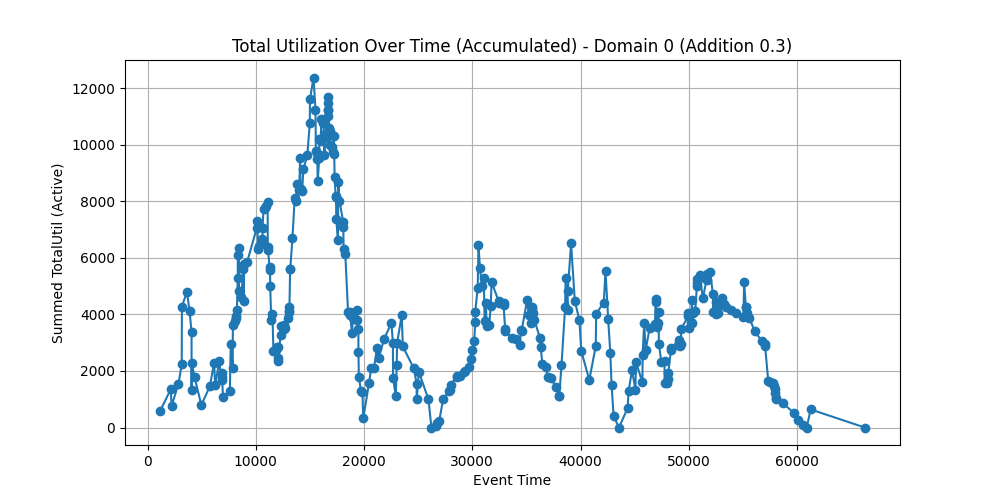 Total Utilization Over Time (Accumulated) - Domain 0 (Addition 0.3)
Summed TotalUtil (Active)
12000
10000
8000
6000
4000
2000
0
0 10000 20000 30000 40000 50000 60000
Event Time